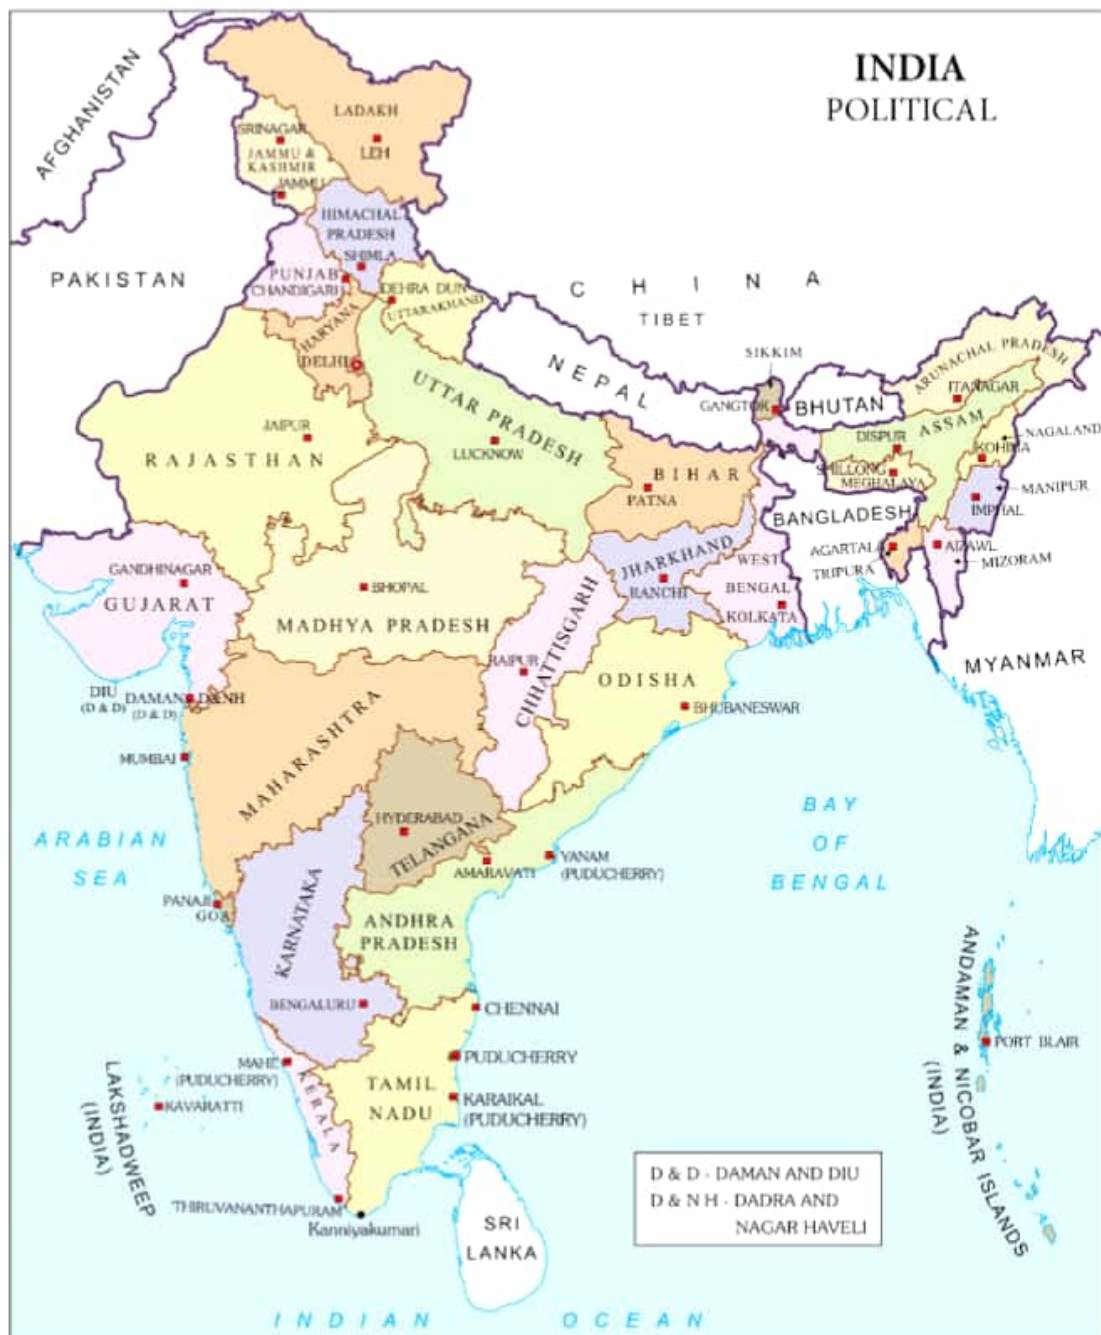 INDIA
POLITICAL
AFGHANISTAN
LADAKH
SRINAGAR
LEH
JAMMU &
KASHMIR
JAMMU
HIMACHAL
PRADESH
SHIMLA
PAKISTAN
PUNJAB
CHANDIGARH
DEHRA DUN
UTTARAKHAND
CHINA
TIBET
HARYANA
DELHI
NEPAL
SIKKIM
GANGTOK
BHUTAN
ARUNACHAL PRADESH
ITANAGAR
UTTAR PRADESH
LUCKNOW
JAIPUR
RAJASTHAN
ASSAM
DISPUR
NAGALAND
KOHIMA
SHILLONG
MEGHALAYA
BIHAR
PATNA
MANIPUR
IMPHAL
BANGLADESH
AGARTALA
TRIPURA
AIZAWL
MIZORAM
GANDHINAGAR
GUJARAT
BHOPAL
MADHYA PRADESH
JHARKHAND
RANCHI
WEST
BENGAL
KOLKATA
MYANMAR
CHHATTISGARH
RAIPUR
ODISHA
BHUBANESWAR
DIU
(D & D)
DAMAN
(D & D)
D & NH
MUMBAI
MAHARASHTRA
ARABIAN
SEA
HYDERABAD
TELANGANA
BAY
OF
BENGAL
AMARAVATI
YANAM
(PUDUCHERRY)
PANAJI
GOA
KARNATAKA
ANDHRA
PRADESH
BENGALURU
CHENNAI
MAHE
(PUDUCHERRY)
PUDUCHERRY
KERALA
TAMIL
NADU
KARAIKAL
(PUDUCHERRY)
LAKSHADWEEP
(INDIA)
KAVARATTI
ANDAMAN & NICOBAR ISLANDS
(INDIA)
PORT BLAIR
THIRUVANANTHAPURAM
Kanniyakumari
SRI
LANKA
D & D - DAMAN AND DIU
D & N H - DADRA AND
NAGAR HAVELI
INDIAN OCEAN